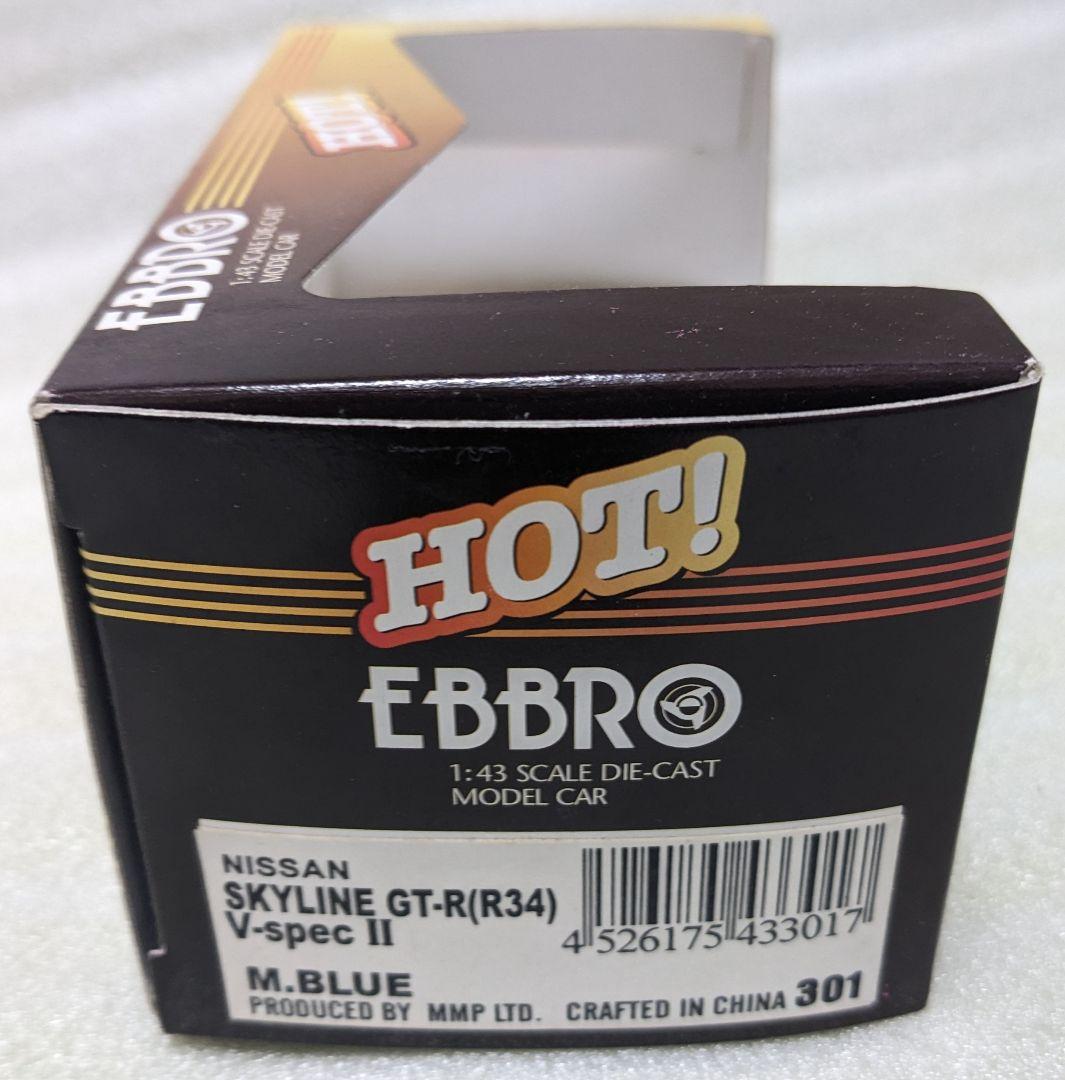 HOT!
EBBRO
1:43 SCALE DIE-CAST
MODEL CAR
HOT!
EBBRO
1:43 SCALE DIE-CAST
MODEL CAR
NISSAN
SKYLINE GT-R(R34)
V-spec II
4 526175 433017
M.BLUE
PRODUCED BY MMP LTD. CRAFTED IN CHINA 301